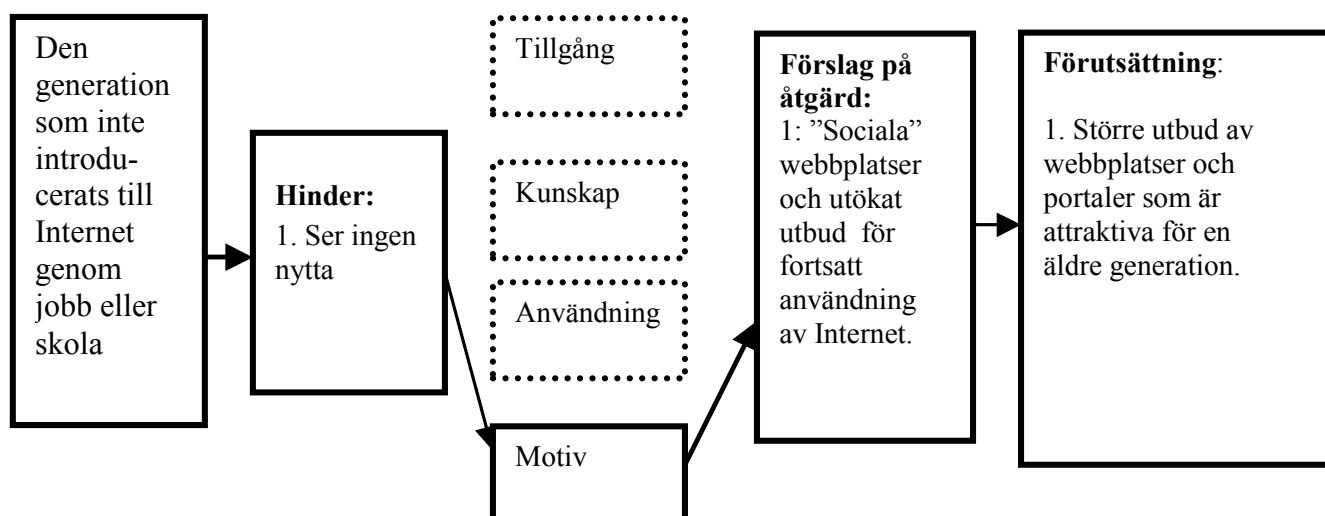 Den
generation
som inte
introdu-
cerats till
Internet
genom
jobb eller
skola
Hinder:
1. Ser ingen
nytta
Tillgång
Kunskap
Användning
Motiv
Förslag på
åtgärd:
1: ”Sociala”
webbplatser
och utökat
utbud för
fortsatt
användning
av Internet.
Förutsättning:
1. Större utbud av
webbplatser och
portaler som är
attraktiva för en
äldre generation.